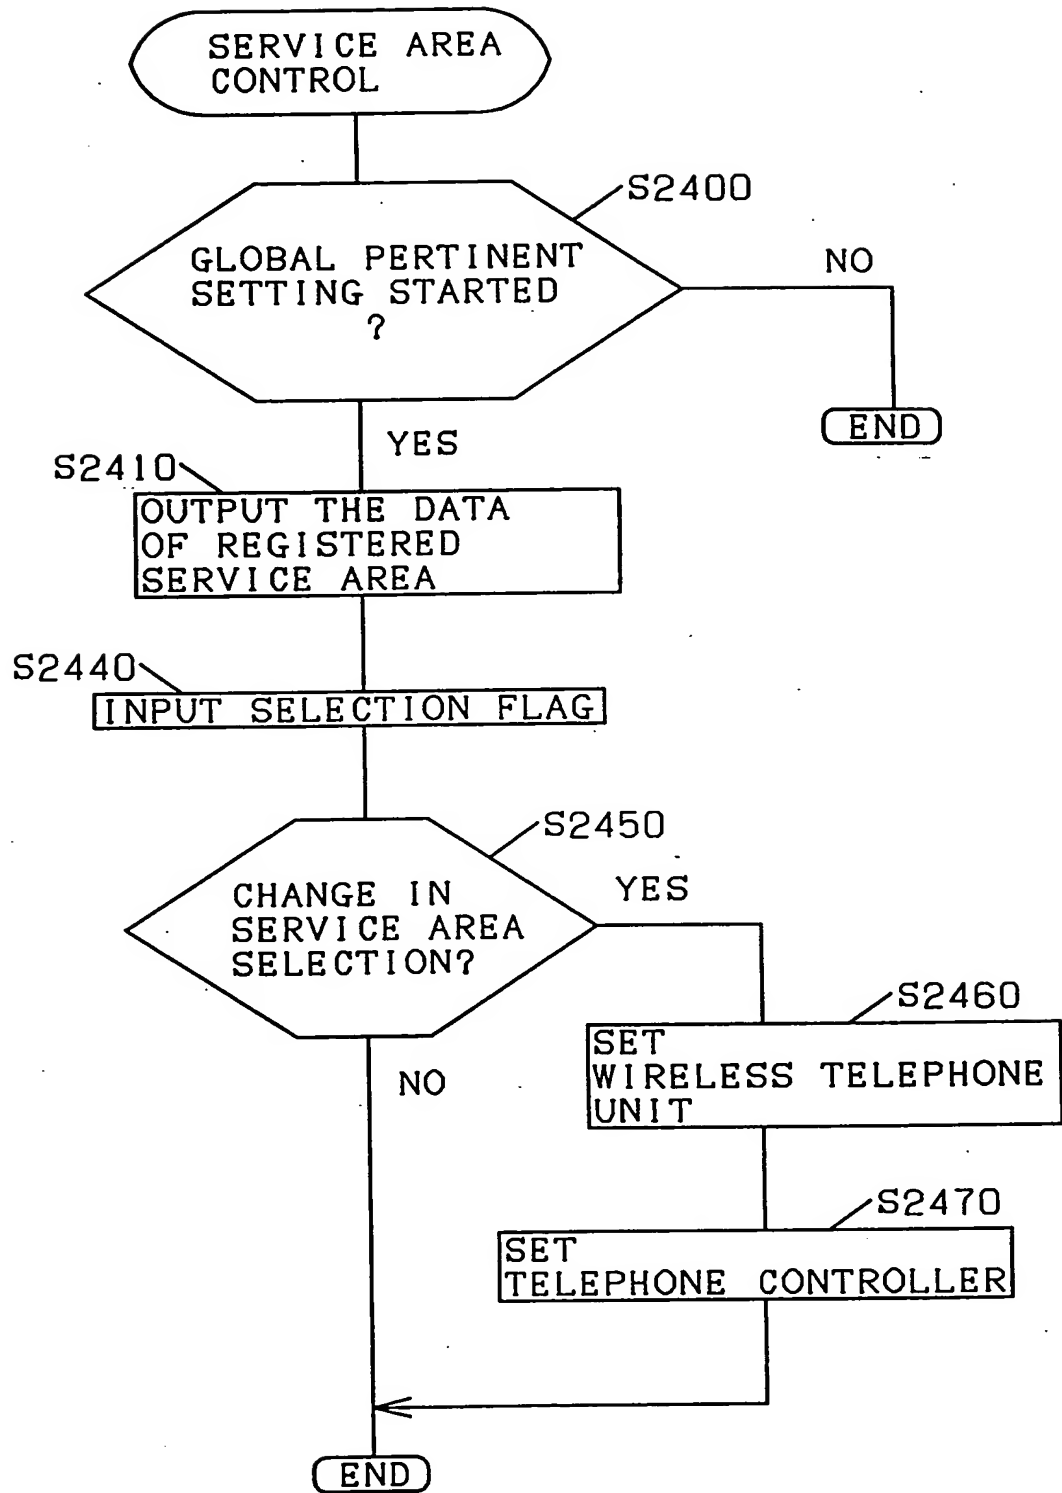 SERVICE AREA
CONTROL
S2400
GLOBAL PERTINENT
SETTING STARTED
?
NO
END
YES
S2410
OUTPUT THE DATA
OF REGISTERED
SERVICE AREA
S2440
INPUT SELECTION FLAG
S2450
CHANGE IN
SERVICE AREA
SELECTION?
YES
S2460
SET
WIRELESS TELEPHONE
UNIT
NO
S2470
SET
TELEPHONE CONTROLLER
END